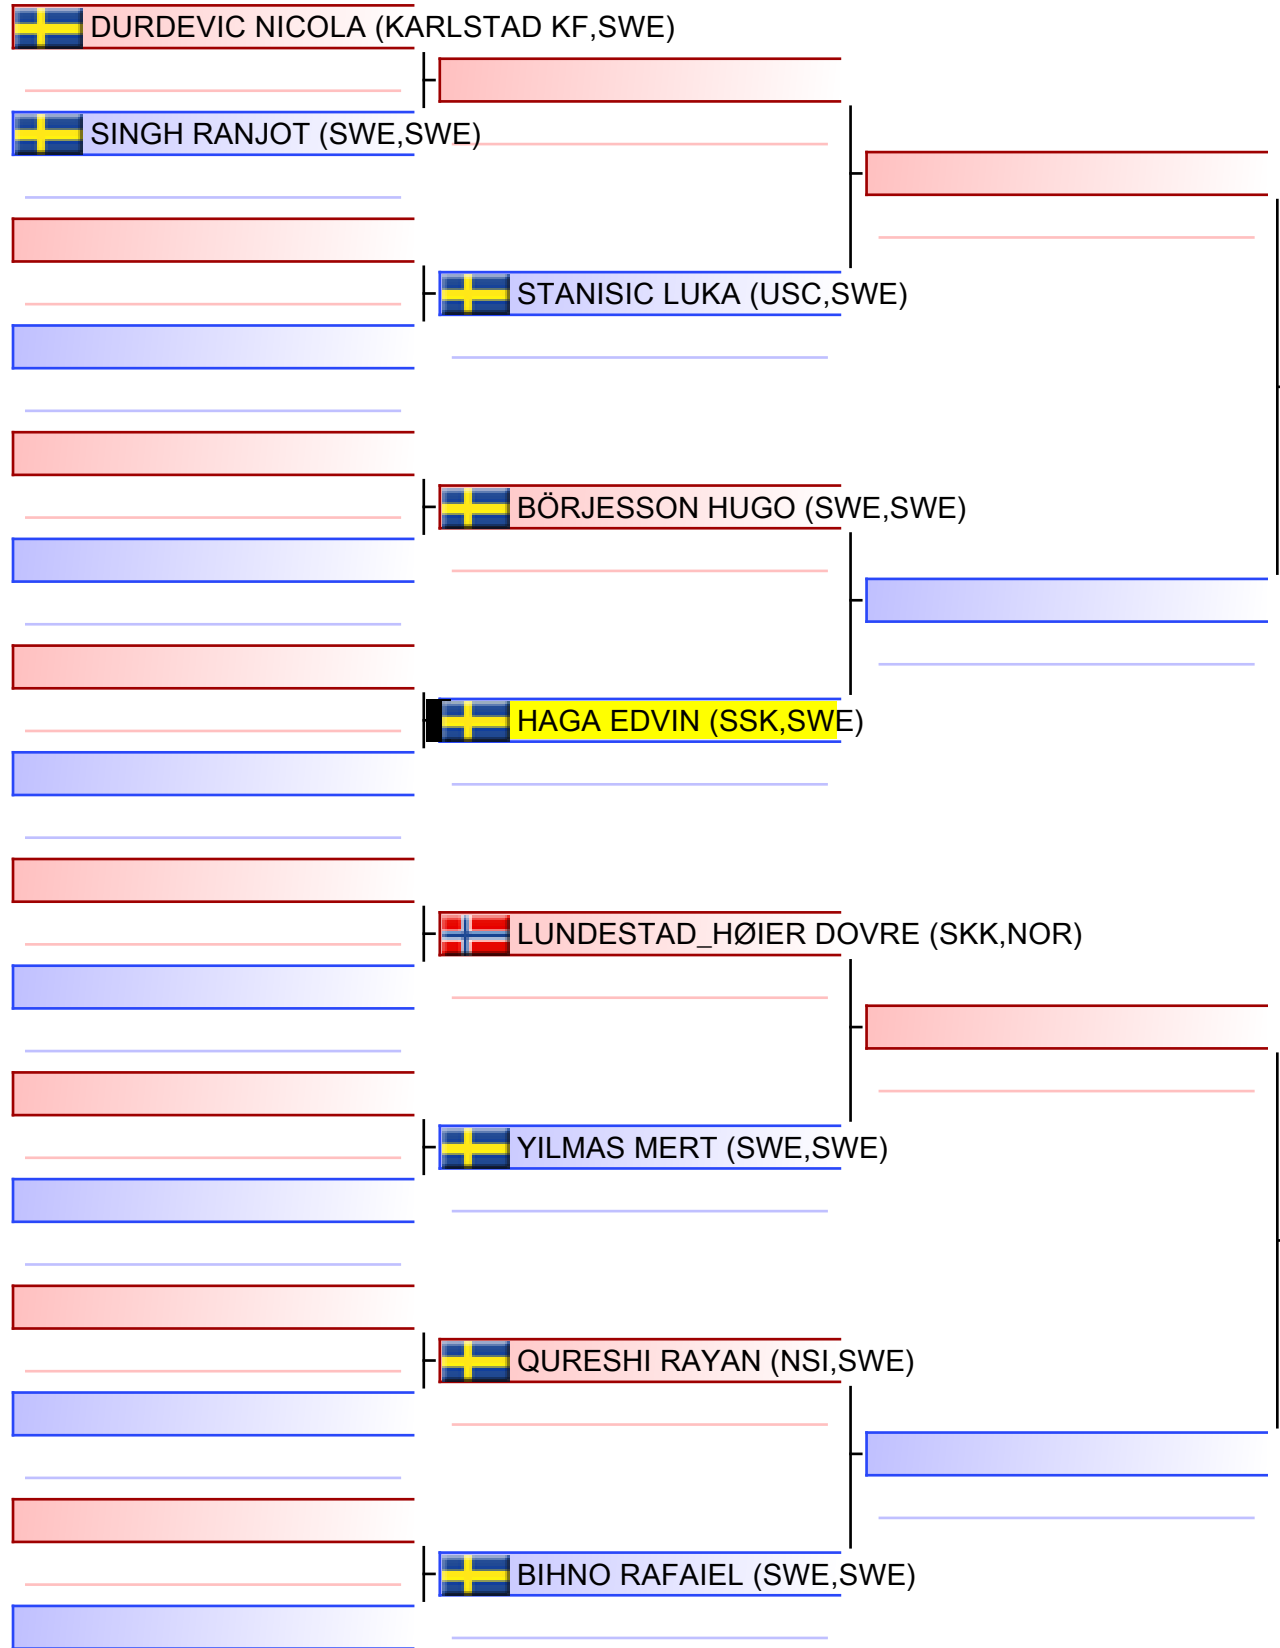 DURDEVIC NICOLA (KARLSTAD KF,SWE)
SINGH RANJOT (SWE,SWE)
STANISIC LUKA (USC,SWE)
BÖRJESSON HUGO (SWE,SWE)
HAGA EDVIN (SSK,SWE)
LUNDESTAD_HØIER DOVRE (SKK,NOR)
YILMAS MERT (SWE,SWE)
QURESHI RAYAN (NSI,SWE)
BIHNO RAFAIEL (SWE,SWE)